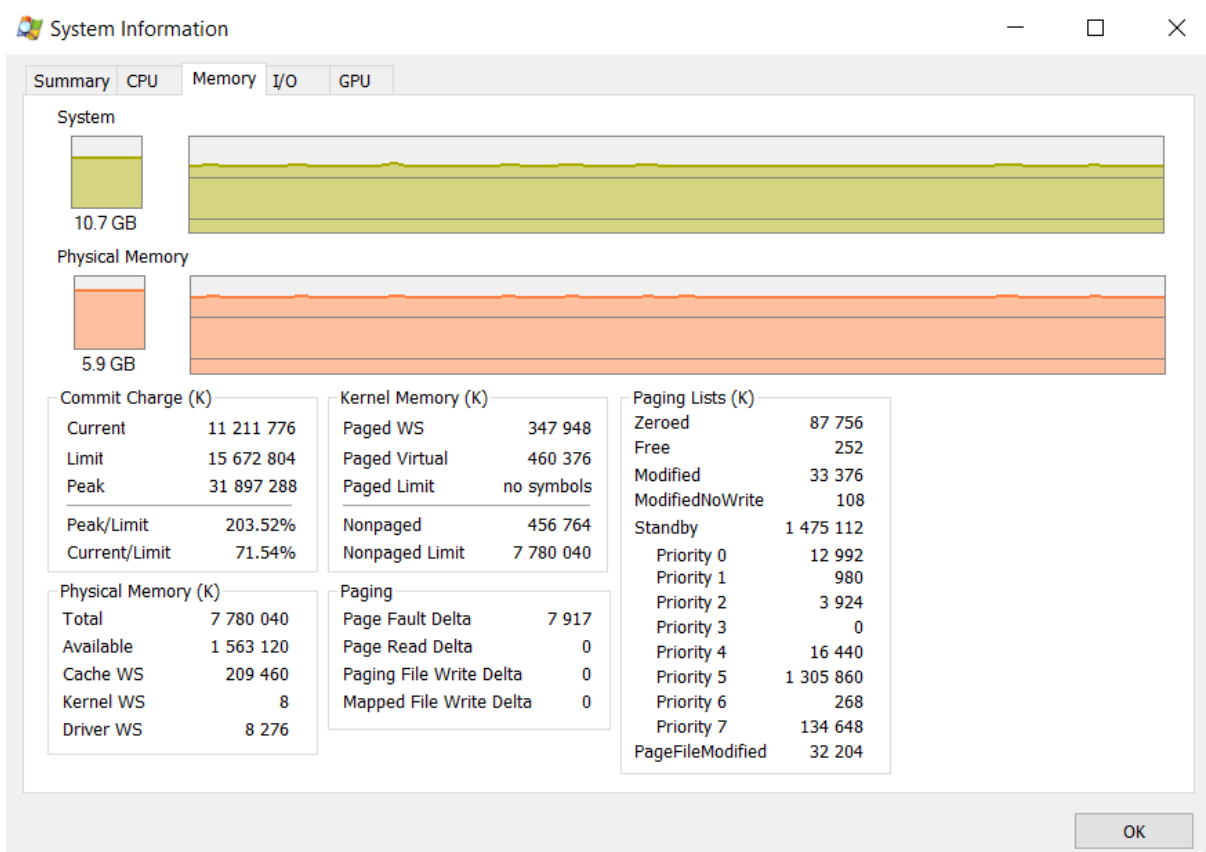 System Information
Summary CPU Memory I/O GPU
System
10.7 GB
Physical Memory
5.9 GB
Commit Charge (K)
Current 11 211 776
Limit 15 672 804
Peak 31 897 288
Peak/Limit 203.52%
Current/Limit 71.54%
Physical Memory (K)
Total 7 780 040
Available 1 563 120
Cache WS 209 460
Kernel WS 8
Driver WS 8 276
Kernel Memory (K)
Paged WS 347 948
Paged Virtual 460 376
Paged Limit no symbols
Nonpaged 456 764
Nonpaged Limit 7 780 040
Paging
Page Fault Delta 7 917
Page Read Delta 0
Paging File Write Delta 0
Mapped File Write Delta 0
Paging Lists (K)
Zeroed 87 756
Free 252
Modified 33 376
ModifiedNoWrite 108
Standby 1 475 112
Priority 0 12 992
Priority 1 980
Priority 2 3 924
Priority 3 0
Priority 4 16 440
Priority 5 1 305 860
Priority 6 268
Priority 7 134 648
PageFileModified 32 204
OK